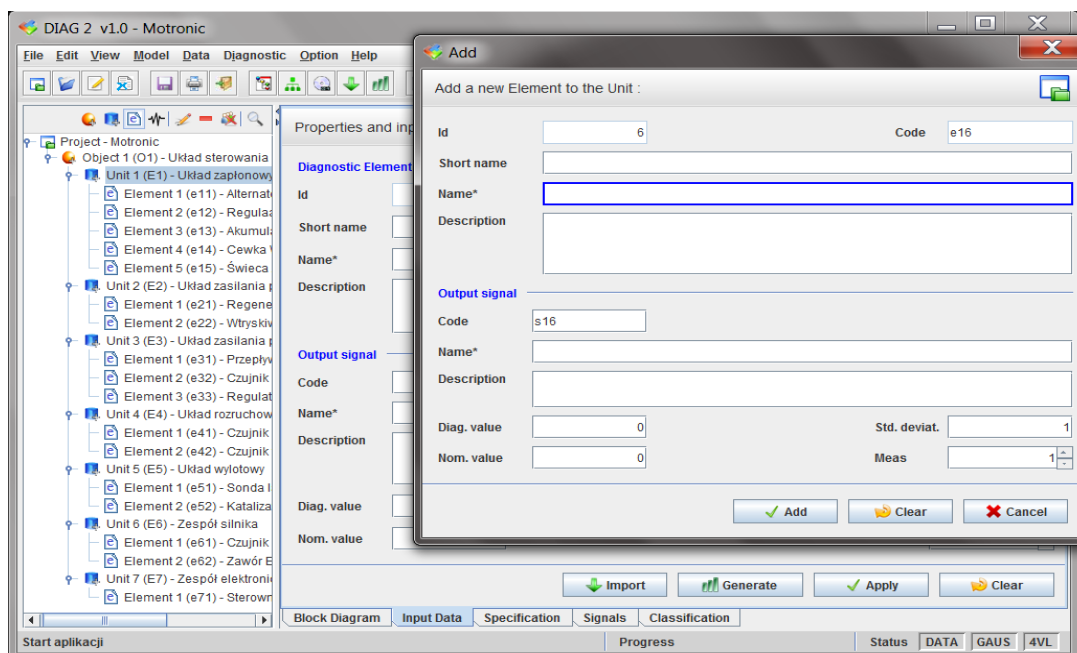 DIAG 2 v1.0 - Motronic
File Edit View Model Data Diagnostic Option Help
Project - Motronic
Object 1 (O1) - Układ sterowania
Unit 1 (E1) - Układ zapłonowy
Element 1 (e11) - Alternat
Element 2 (e12) - Regula
Element 3 (e13) - Akumul
Element 4 (e14) - Cewka
Element 5 (e15) - Świeca
Unit 2 (E2) - Układ zasilania p
Element 1 (e21) - Regene
Element 2 (e22) - Wtryski
Unit 3 (E3) - Układ zasilania p
Element 1 (e31) - Przepły
Element 2 (e32) - Czujnik
Element 3 (e33) - Regulat
Unit 4 (E4) - Układ rozruchow
Element 1 (e41) - Czujnik
Element 2 (e42) - Czujnik
Unit 5 (E5) - Układ wylotowy
Element 1 (e51) - Sonda l
Element 2 (e52) - Kataliza
Unit 6 (E6) - Zespół silnika
Element 1 (e61) - Czujnik
Element 2 (e62) - Zawór E
Unit 7 (E7) - Zespół elektroni
Element 1 (e71) - Sterown
Properties and inp
Diagnostic Element
Id
Short name
Name*
Description
Output signal
Code
Name*
Description
Diag. value
Nom. value
Import Generate Apply Clear
Block Diagram Input Data Specification Signals Classification
Add
Add a new Element to the Unit :
Id 6 Code e16
Short name
Name*
Description
Output signal
Code s16
Name*
Description
Diag. value 0 Std. deviat. 1
Nom. value 0 Meas 1
Add Clear Cancel
Start aplikacji Progress Status DATA GAUS 4VL